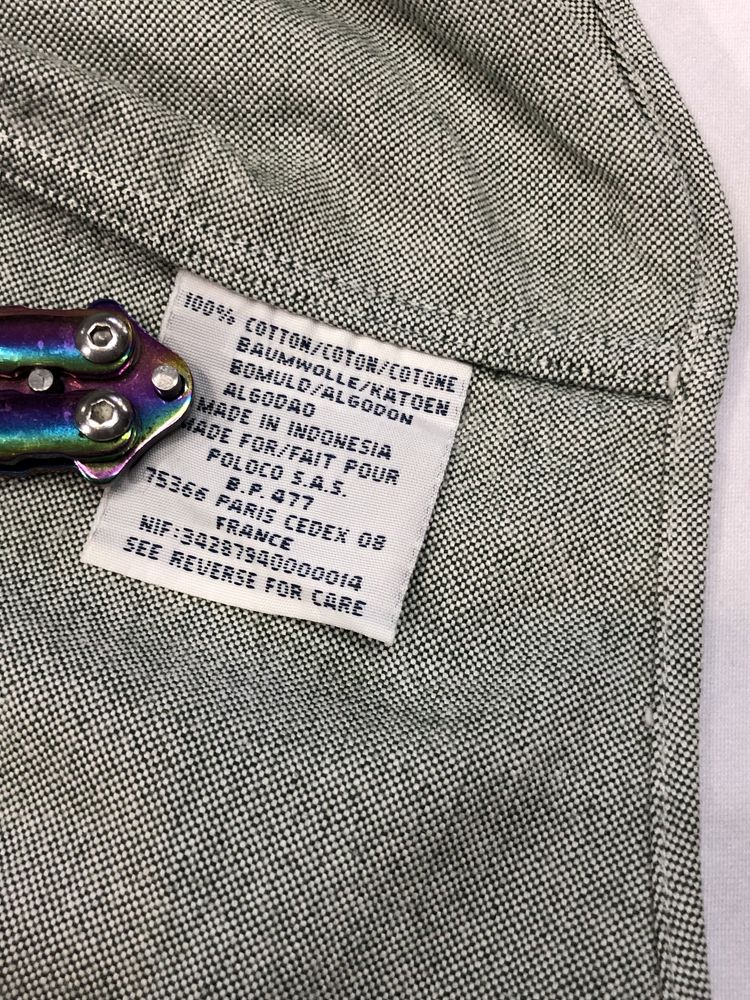 100% COTTON/COTON/COTONE
BAUMWOLLE/KATOEN
BOMULD/ALGODON
ALGODAO
MADE IN INDONESIA
MADE FOR/FAIT POUR
POLOCO S.A.S.
B.P. 477
75366 PARIS CEDEX 08
FRANCE
NIF:34287940000014
SEE REVERSE FOR CARE